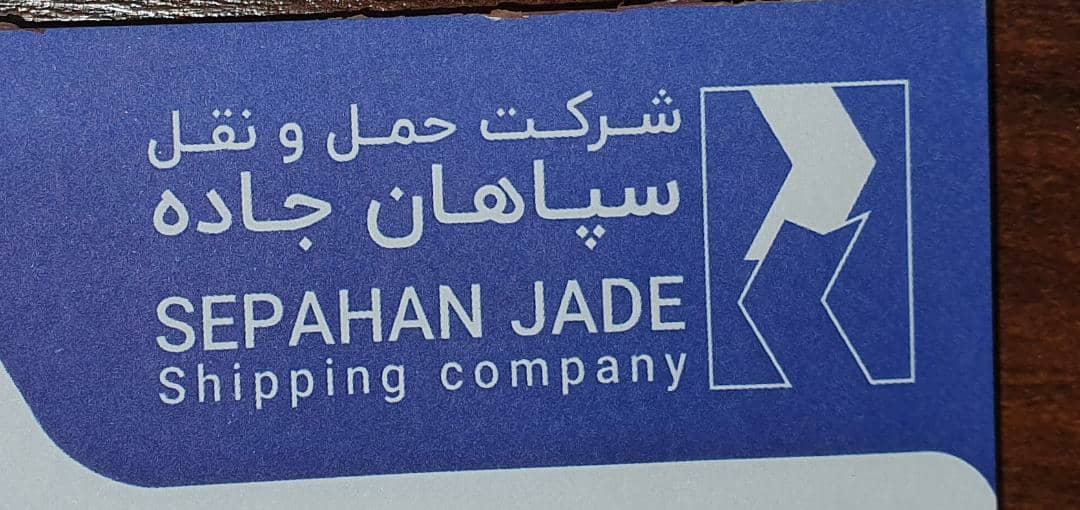 شرکت حمل و نقل
سپاهان جاده
SEPAHAN JADE
Shipping company